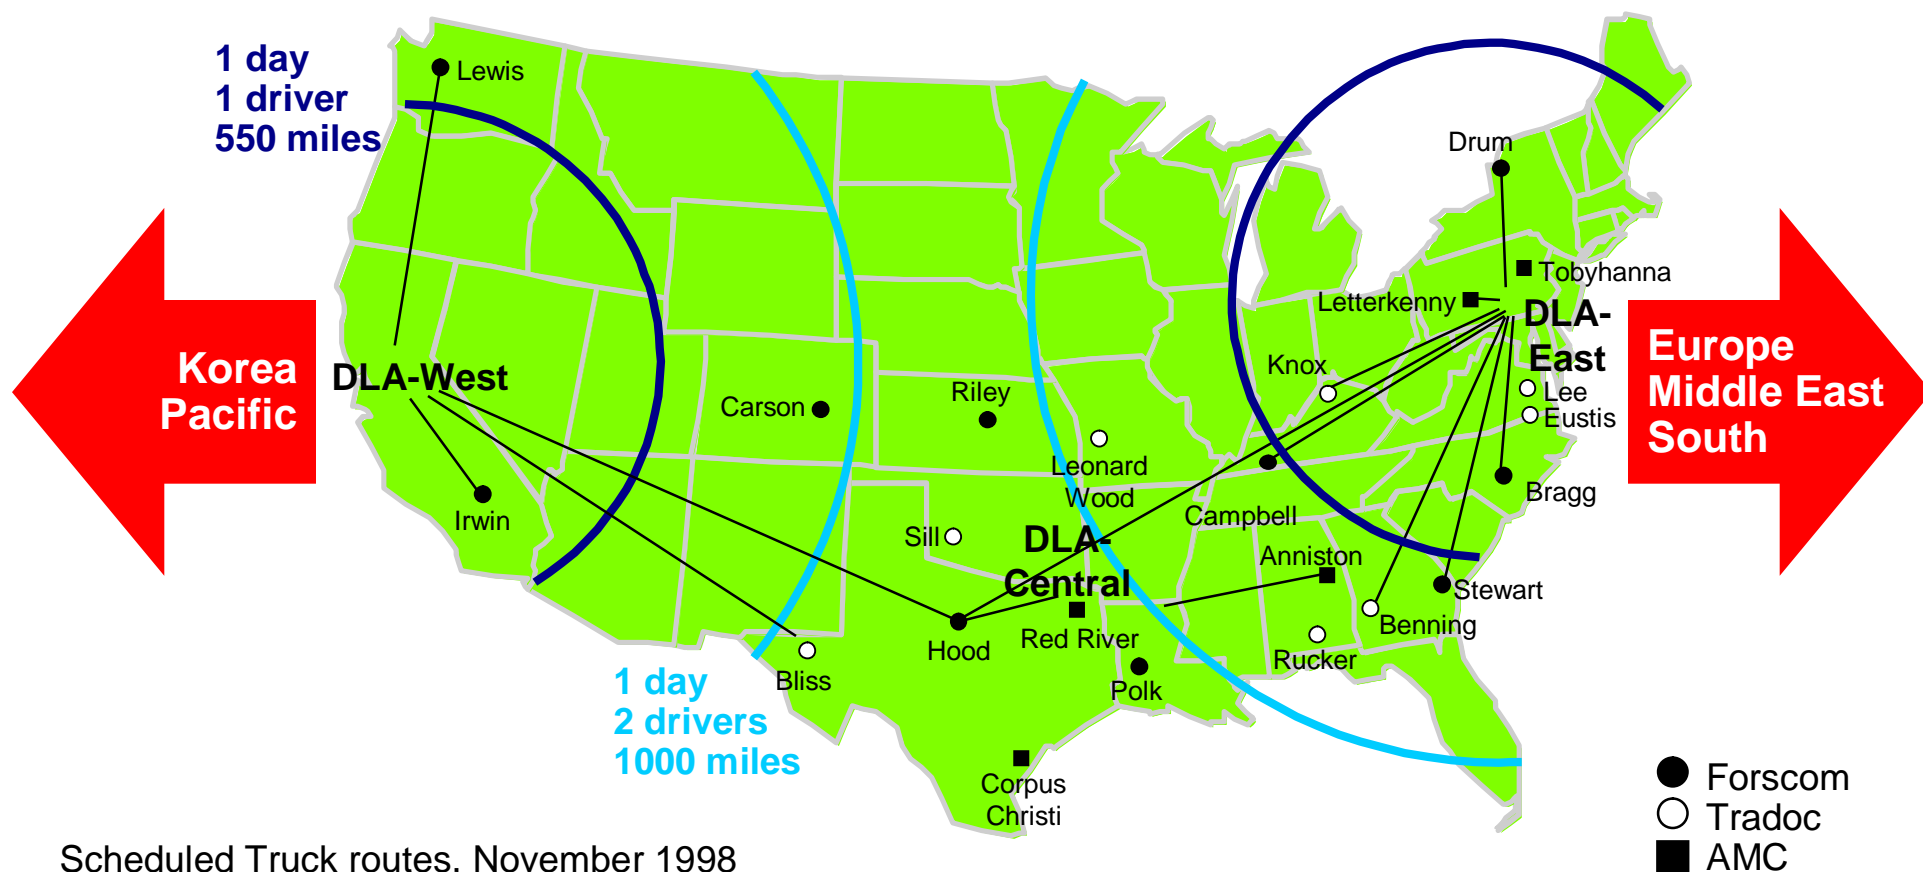 1 day
1 driver
550 miles
Lewis
Drum
Tobyhanna
Letterkenny
DLA-
East
Korea
Pacific
DLA-West
Europe
Middle East
South
Knox
Lee
Eustis
Carson
Riley
Leonard
Wood
Bragg
Irwin
Campbell
Sill
DLA-
Central
Anniston
Stewart
Hood
Red River
Benning
Rucker
Bliss
Polk
1 day
2 drivers
1000 miles
Corpus
Christi
Forscom
Tradoc
AMC
Scheduled Truck routes, November 1998